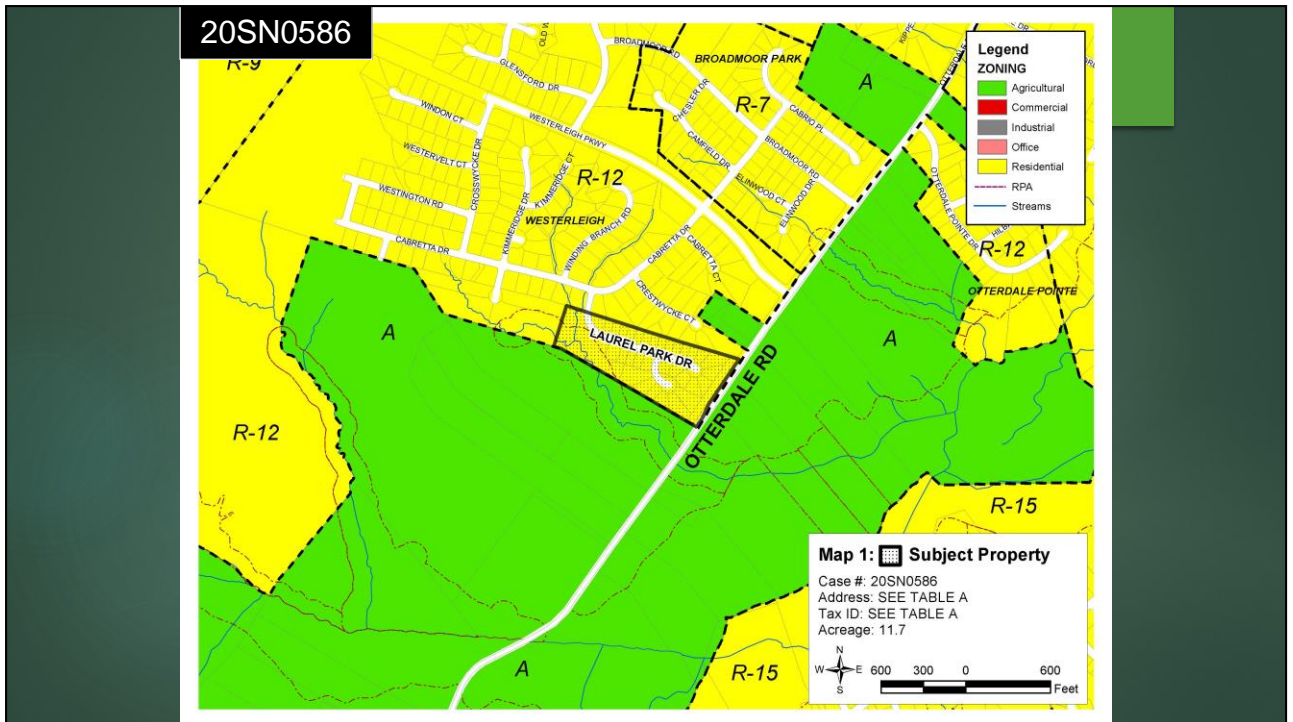 20SN0586
R-9
OLD W
BROADMOOR RD
BROADMOOR PARK
GLENSFORD DR
A
OTTERDALE
R-7
CHESLER DR
CABRIO PL
WINDON CT
WESTERLEIGH PKWY
CAMFIELD DR
BROADMOOR RD
WESTERVELT CT
CROSSWYCKE DR
KIMMERIDGE CT
R-12
ELINWOOD CT
ELINWOOD DR
WESTINGTON RD
KIMMERIDGE DR
WESTERLEIGH
WINDING BRANCH RD
CABRETTA DR
CABRETTA DR
CABRETTA CT
CRESTWYCKE CT
OTTERDALE POINTE DR
R-12
OTTERDALE POINTE
A
LAUREL PARK DR
A
OTTERDALE RD
R-12
R-15
A
R-15
Legend
ZONING
Agricultural
Commercial
Industrial
Office
Residential
RPA
Streams
Map 1: Subject Property
Case #: 20SN0586
Address: SEE TABLE A
Tax ID: SEE TABLE A
Acreage: 11.7
N
W E
S
600 300 0 600
Feet